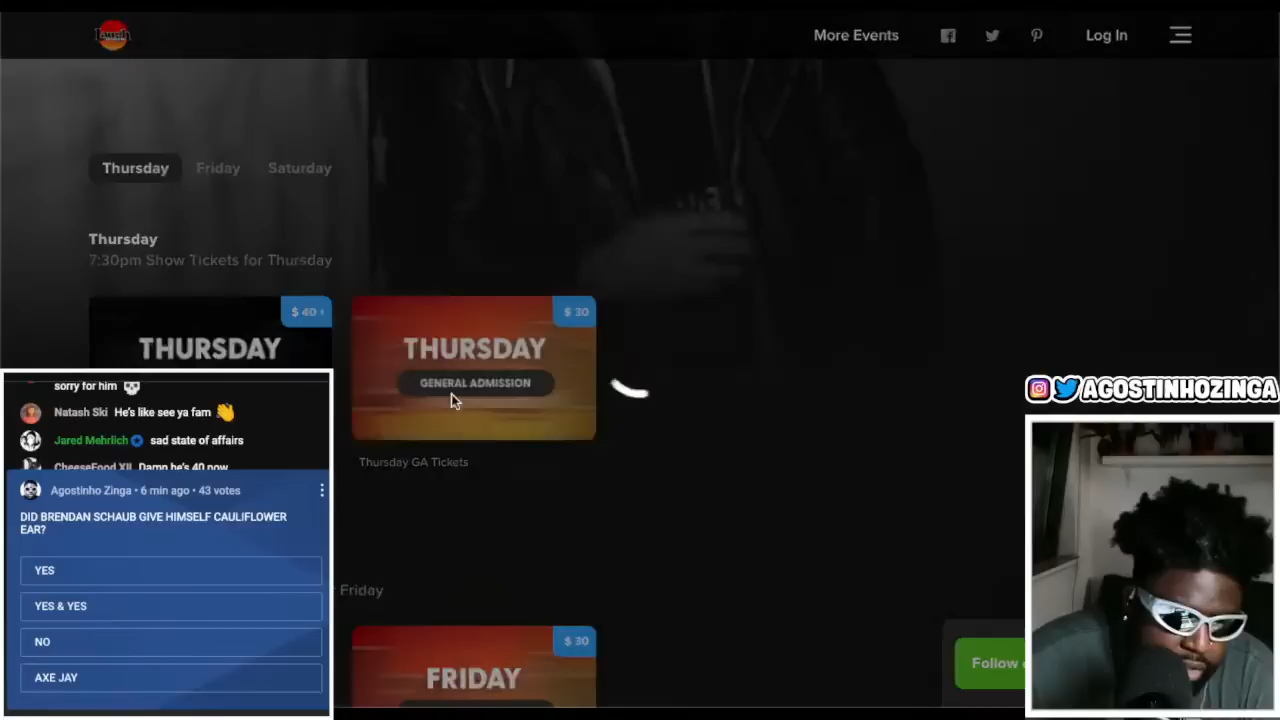 Laugh
More Events
Log In
Thursday
Friday
Saturday
Thursday
7:30pm Show Tickets for Thursday
$ 40
THURSDAY
$ 30
THURSDAY
GENERAL ADMISSION
Thursday GA Tickets
sorry for him 💀
Natash Ski He's like see ya fam 👋
Jared Mehrlich sad state of affairs
CheeseFood XII Damn he's 40 now
Agostinho Zinga • 6 min ago • 43 votes
DID BRENDAN SCHAUB GIVE HIMSELF CAULIFLOWER
EAR?
YES
YES & YES
NO
AXE JAY
Friday
$ 30
FRIDAY
Follow
AGOSTINHOZINGA